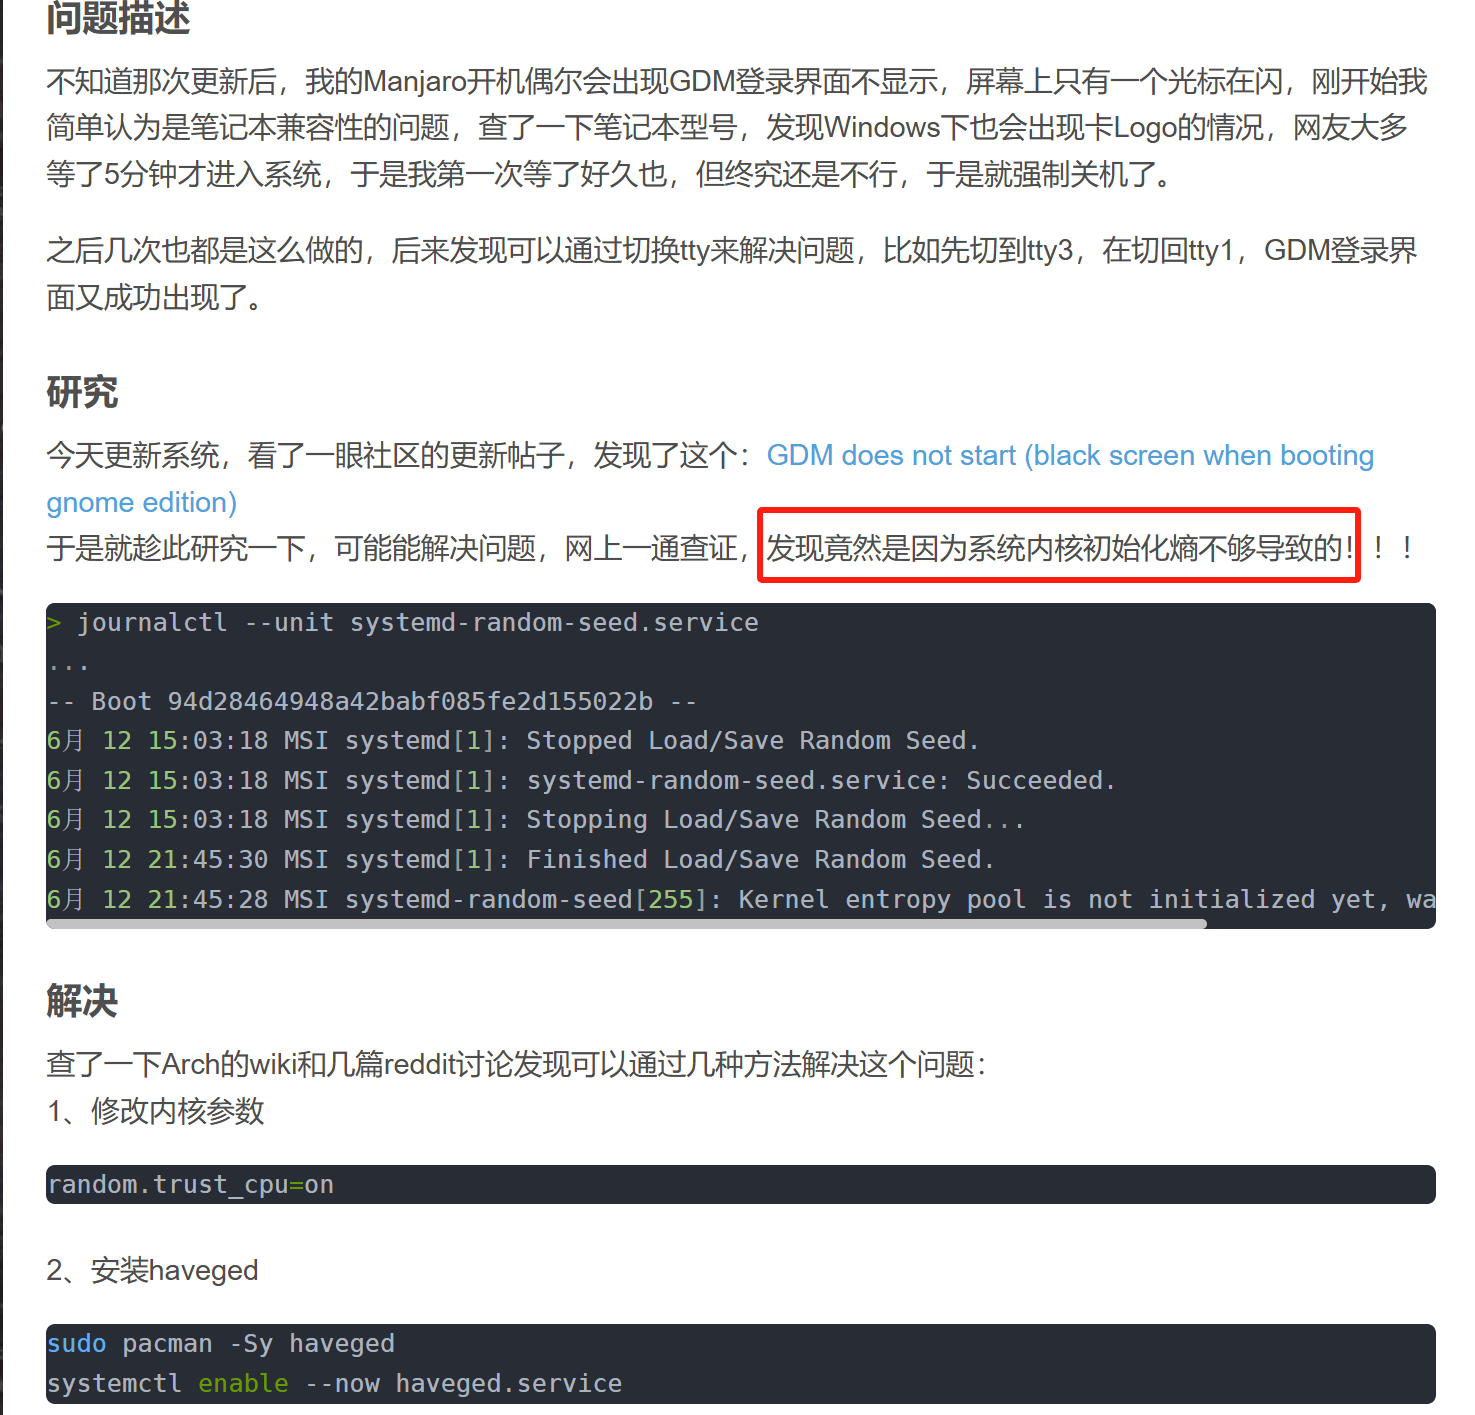 问题描述
不知道那次更新后，我的Manjaro开机偶尔会出现GDM登录界面不显示，屏幕上只有一个光标在闪，刚开始我
简单认为是笔记本兼容性的问题，查了一下笔记本型号，发现Windows下也会出现卡Logo的情况，网友大多
等了5分钟才进入系统，于是我第一次等了好久也，但终究还是不行，于是就强制关机了。
之后几次也都是这么做的，后来发现可以通过切换tty来解决问题，比如先切到tty3，在切回tty1，GDM登录界
面又成功出现了。
研究
今天更新系统，看了一眼社区的更新帖子，发现了这个：GDM does not start (black screen when booting
gnome edition)
于是就趁此研究一下，可能能解决问题，网上一通查证，发现竟然是因为系统内核初始化熵不够导致的！！！
> journalctl --unit systemd-random-seed.service
...
-- Boot 94d28464948a42babf085fe2d155022b --
6月 12 15:03:18 MSI systemd[1]: Stopped Load/Save Random Seed.
6月 12 15:03:18 MSI systemd[1]: systemd-random-seed.service: Succeeded.
6月 12 15:03:18 MSI systemd[1]: Stopping Load/Save Random Seed...
6月 12 21:45:30 MSI systemd[1]: Finished Load/Save Random Seed.
6月 12 21:45:28 MSI systemd-random-seed[255]: Kernel entropy pool is not initialized yet, wa
解决
查了一下Arch的wiki和几篇reddit讨论发现可以通过几种方法解决这个问题：
1、修改内核参数
random.trust_cpu=on
2、安装haveged
sudo pacman -Sy haveged
systemctl enable --now haveged.service